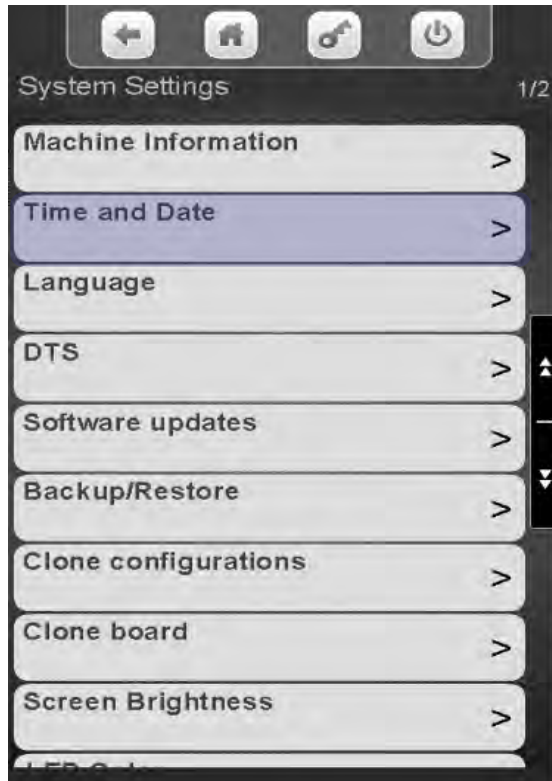 System Settings
1/2
Machine Information
>
Time and Date
>
Language
>
DTS
>
Software updates
>
Backup/Restore
>
Clone configurations
>
Clone board
>
Screen Brightness
>